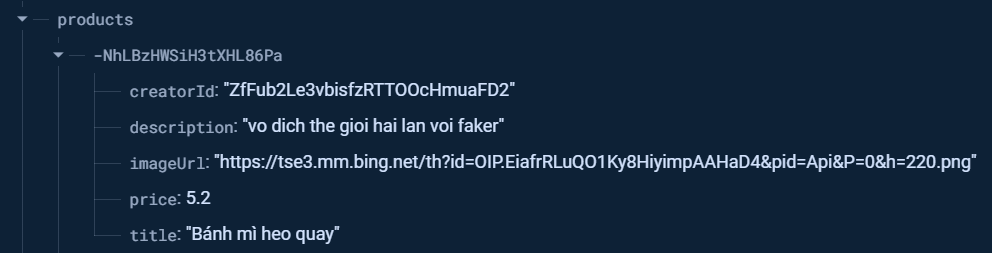 products
-NhLBzHWSiH3tXHL86Pa
creatorId: "ZfFub2Le3vbisfzRTTOOcHmuaFD2"
description: "vo dich the gioi hai lan voi faker"
imageUrl: "https://tse3.mm.bing.net/th?id=OIP.EiafrRLuQO1Ky8HiyimpAAHaD4&pid=Api&P=0&h=220.png"
price: 5.2
title: "Bánh mì heo quay"